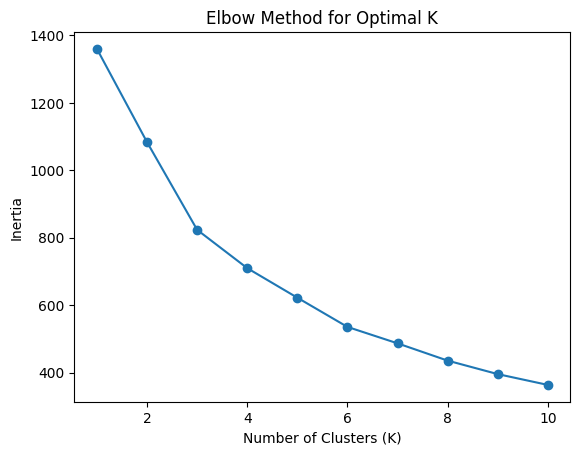 Elbow Method for Optimal K
1400
1200
1000
800
600
400
Inertia
2 4 6 8 10
Number of Clusters (K)